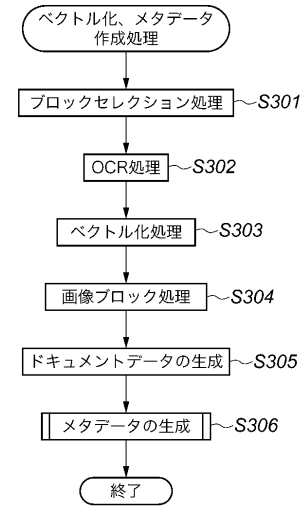 ベクトル化、メタデータ
作成処理
ブロックセレクション処理 S301
OCR処理 S302
ベクトル化処理 S303
画像ブロック処理 S304
ドキュメントデータの生成 S305
メタデータの生成 S306
終了